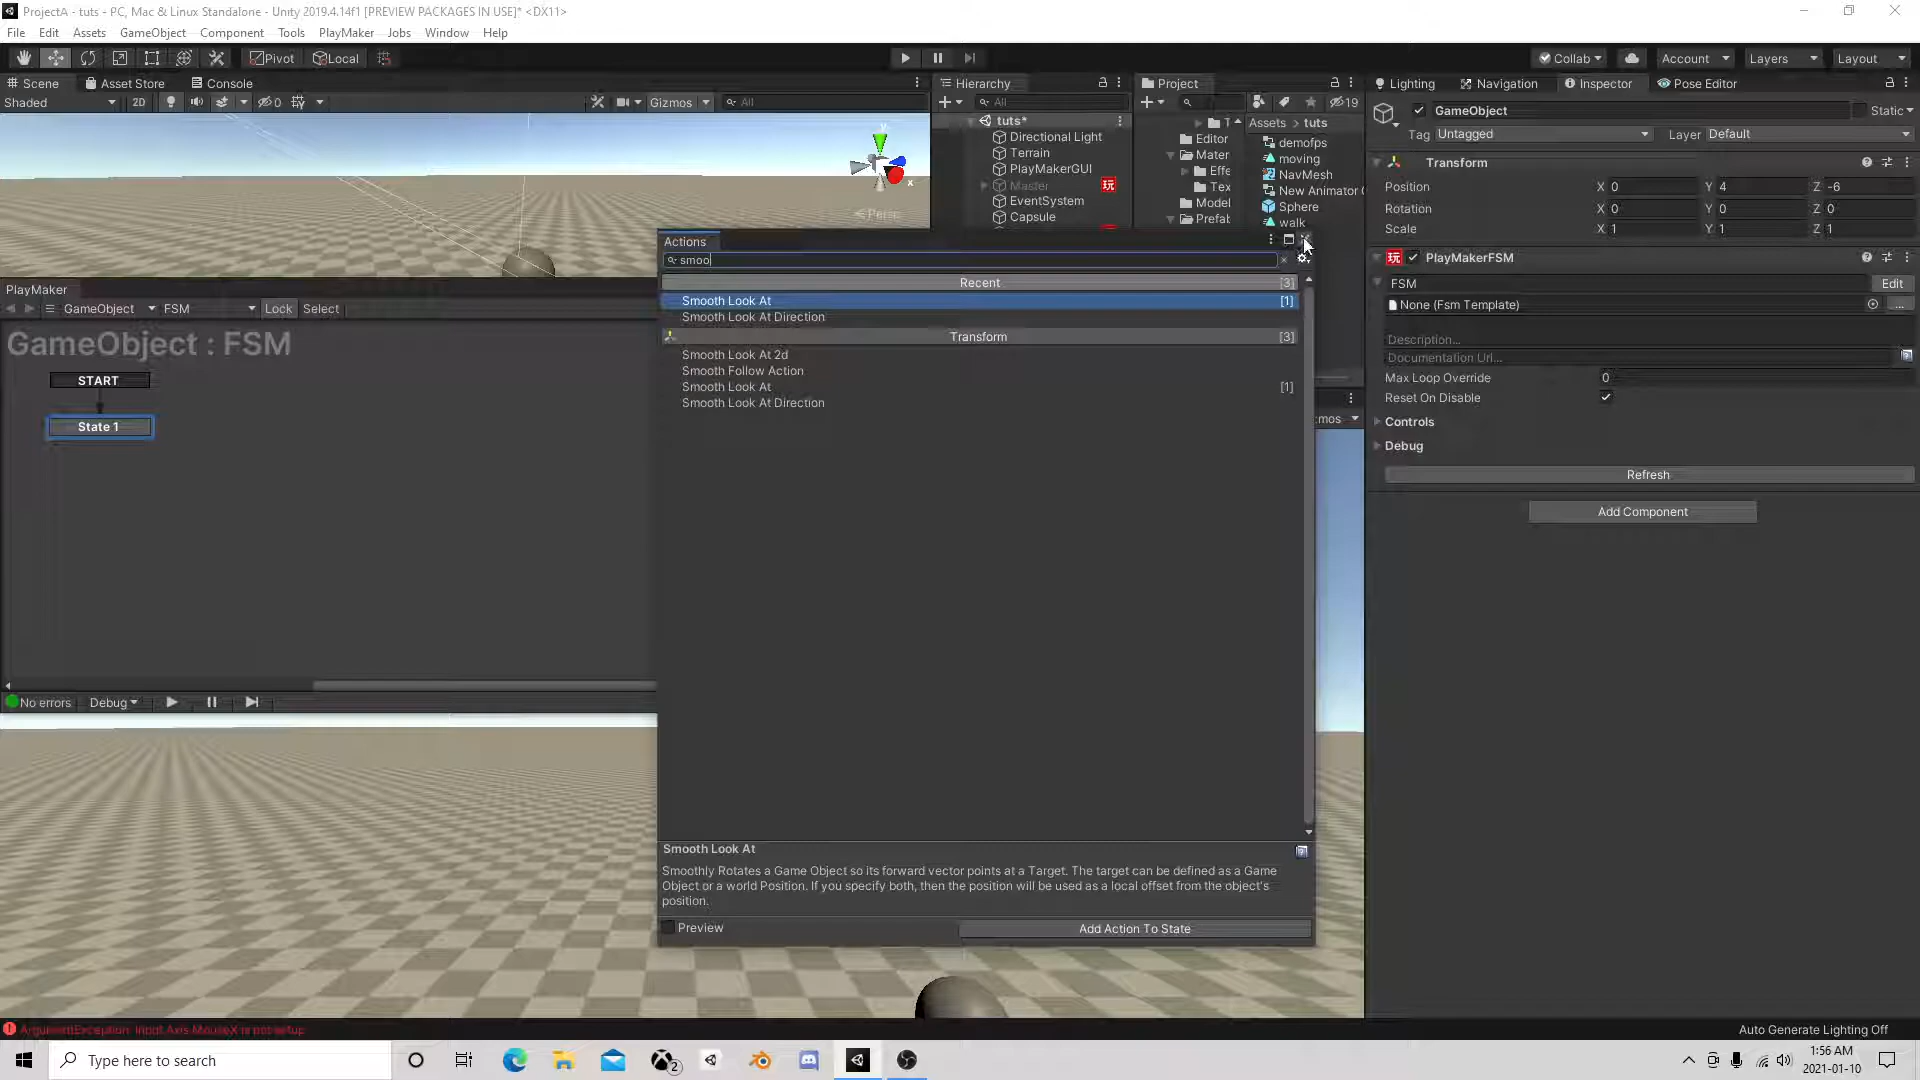 ProjectA - tuts - PC, Mac & Linux Standalone - Unity 2019.4.14f1 [PREVIEW PACKAGES IN USE]* <DX11>
File Edit Assets GameObject Component Tools PlayMaker Jobs Window Help
Pivot Local Collab Account Layers Layout
Scene Asset Store Console Hierarchy Project Lighting Navigation Inspector Pose Editor
Shaded 2D Gizmos All All 19
GameObject Static
Tag Untagged Layer Default
tuts* Assets > tuts
Directional Light Editor demofps
Terrain Mater moving
PlayMakerGUI Effe NavMesh
Master Tex New Animator
EventSystem Model Sphere
Capsule Prefab walk
y
x
Persp
Transform
Position X 0 Y 4 Z -6
Rotation X 0 Y 0 Z 0
Scale X 1 Y 1 Z 1
PlayMakerFSM
FSM Edit
None (Fsm Template) ...
Description...
Documentation Url...
Max Loop Override 0
Reset On Disable
Controls
Debug
Refresh
Add Component
Actions
smoo
Recent [3]
Smooth Look At [1]
Smooth Look At Direction
Transform [3]
Smooth Look At 2d
Smooth Follow Action
Smooth Look At [1]
Smooth Look At Direction
Smooth Look At
Smoothly Rotates a Game Object so its forward vector points at a Target. The target can be defined as a Game
Object or a world Position. If you specify both, then the position will be used as a local offset from the object's
position.
Preview Add Action To State
PlayMaker
GameObject FSM Lock Select
GameObject : FSM
START
State 1
No errors Debug
ArgumentException: Input Axis MouseX is not setup
Auto Generate Lighting Off
Type here to search
2
1:56 AM
2021-01-10